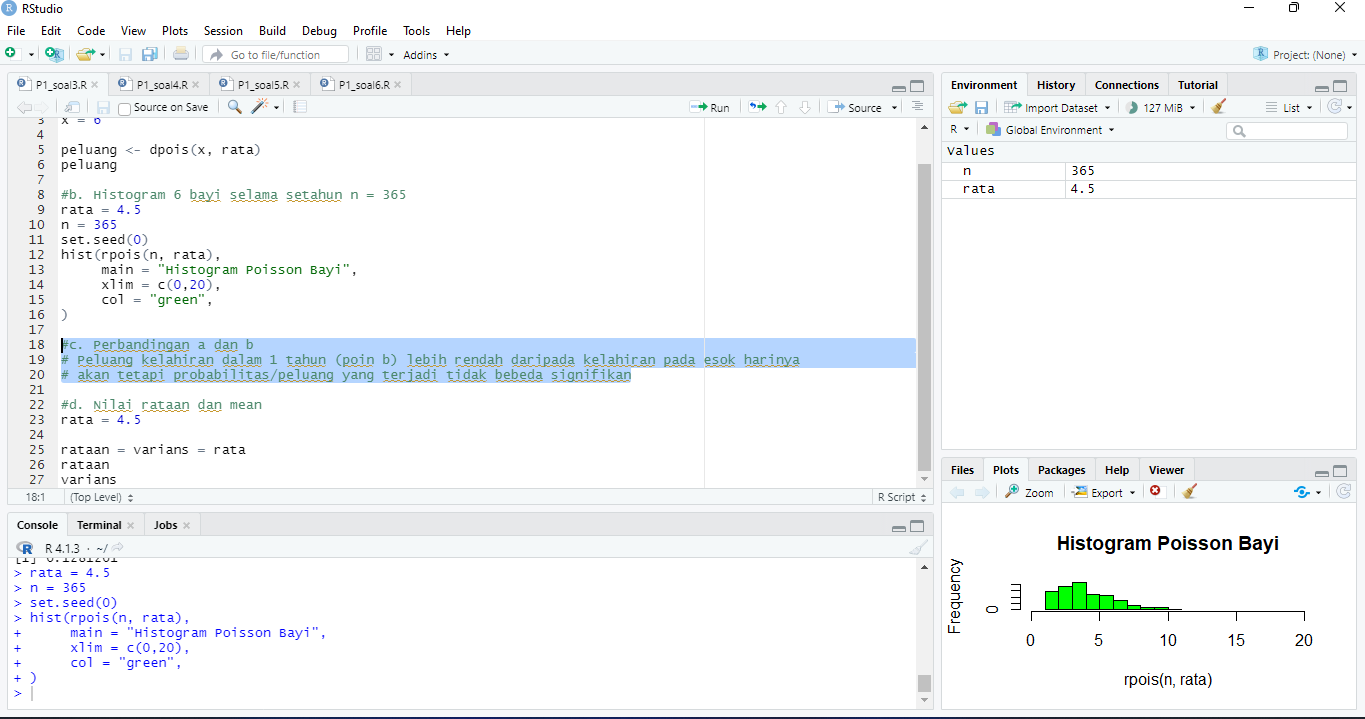 RStudio
File Edit Code View Plots Session Build Debug Profile Tools Help
Go to file/function Addins Project: (None)
P1_soal3.R P1_soal4.R P1_soal5.R P1_soal6.R
Source on Save Run Source
3 x = 6
4
5 peluang <- dpois(x, rata)
6 peluang
7
8 #b. Histogram 6 bayi selama setahun n = 365
9 rata = 4.5
10 n = 365
11 set.seed(0)
12 hist(rpois(n, rata),
13 main = "Histogram Poisson Bayi",
14 xlim = c(0,20),
15 col = "green",
16 )
17
18 #c. Perbandingan a dan b
19 # Peluang kelahiran dalam 1 tahun (poin b) lebih rendah daripada kelahiran pada esok harinya
20 # akan tetapi probabilitas/peluang yang terjadi tidak bebeda signifikan
21
22 #d. Nilai rataan dan mean
23 rata = 4.5
24
25 rataan = varians = rata
26 rataan
27 varians
18:1 (Top Level) R Script
Console Terminal Jobs
R 4.1.3 · ~/
[1] 0.1281201
> rata = 4.5
> n = 365
> set.seed(0)
> hist(rpois(n, rata),
+ main = "Histogram Poisson Bayi",
+ xlim = c(0,20),
+ col = "green",
+ )
>
Environment History Connections Tutorial
Import Dataset 127 MiB List
R Global Environment
Values
n 365
rata 4.5
Files Plots Packages Help Viewer
Zoom Export
Histogram Poisson Bayi
Frequency
0
0 5 10 15 20
rpois(n, rata)